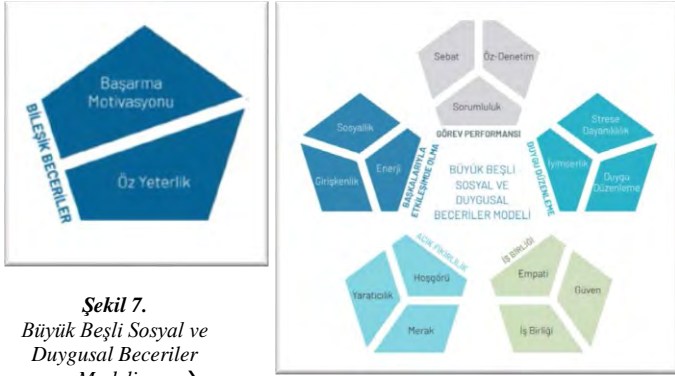 Başarma
Motivasyonu
Öz Yeterlik
BİLEŞİK BECERİLER
Şekil 7.
Büyük Beşli Sosyal ve
Duygusal Beceriler
Modeli
Sebat
Öz-Denetim
Sorumluluk
GÖREV PERFORMANSI
Sosyallik
Girişkenlik
Enerji
BAŞKALARIYLA
ETKİLEŞİMDE OLMA
Strese
Dayanıklılık
İyimserlik
Duygu
Düzenleme
DUYGU DÜZENLEME
BÜYÜK BEŞLİ
SOSYAL VE
DUYGUSAL
BECERİLER MODELİ
AÇIK FİKİRLİLİK
Hoşgörü
Yaratıcılık
Merak
İŞ BİRLİĞİ
Empati
Güven
İş Birliği